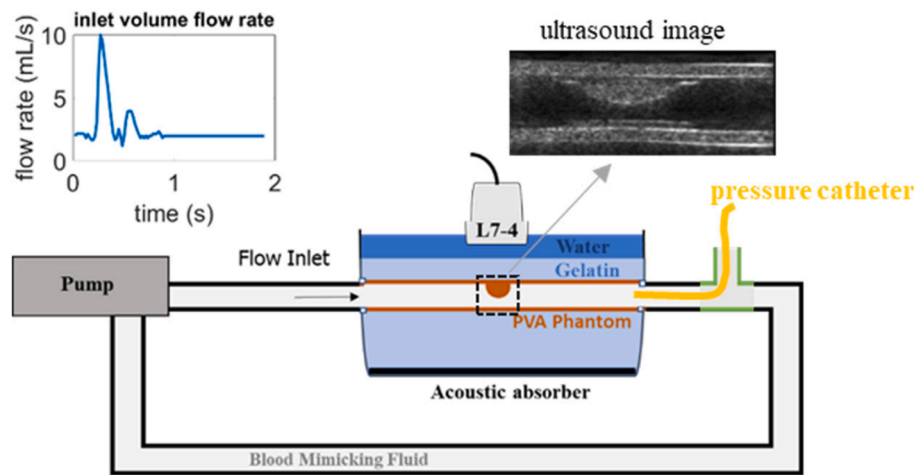 inlet volume flow rate
flow rate (mL/s)
10
5
0
0
1
2
time (s)
ultrasound image
pressure catheter
L7-4
Water
Flow Inlet
Gelatin
Pump
PVA Phantom
Acoustic absorber
Blood Mimicking Fluid